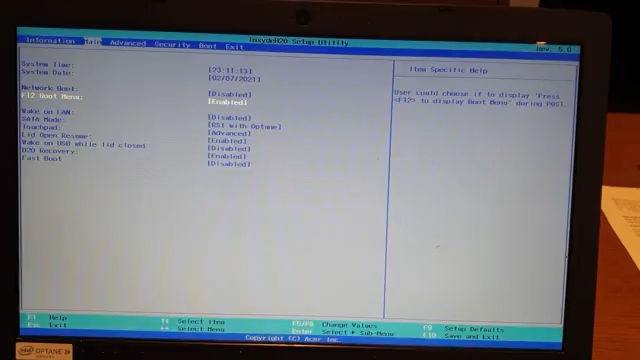 InsydeH20 Setup Utility
Rev. 5.0
Information Main Advanced Security Boot Exit
System Time: [23:11:13]
System Date: [02/07/2021]
Network Boot: [Disabled]
F12 Boot Menu: [Enabled]
Wake on LAN: [Disabled]
SATA Mode: [RST with Optane]
Touchpad: [Advanced]
Lid Open Resume: [Enabled]
Wake on USB while lid closed [Disabled]
D2D Recovery: [Enabled]
Fast Boot [Disabled]
Item Specific Help
User could choose it to display "Press
<F12> to display Boot Menu" during POST.
F1 Help ↑↓ Select Item F5/F6 Change Values F9 Setup Defaults
Esc Exit ↔ Select Menu Enter Select ▶ Sub-Menu F10 Save and Exit
Copyright (C) Acer Inc.
intel OPTANE